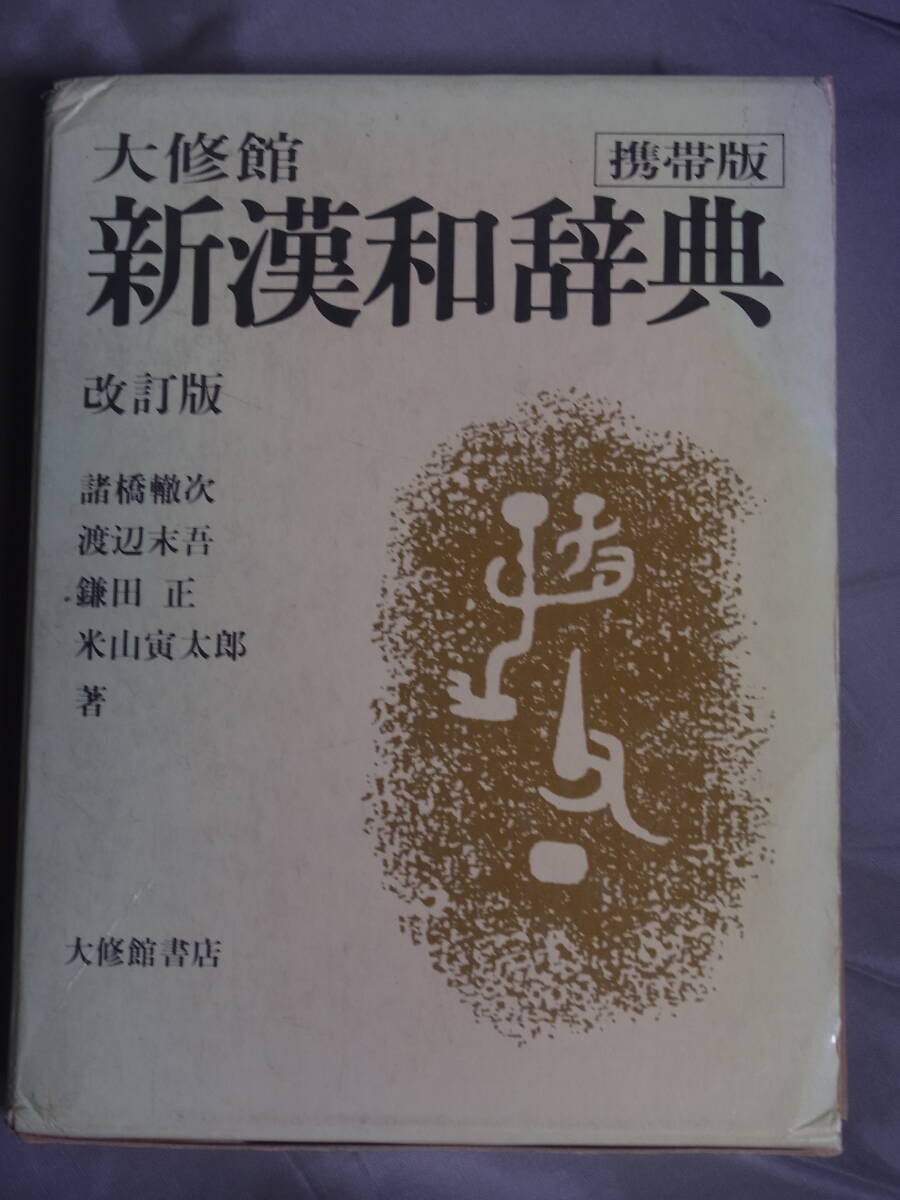 大修館
携帯版
新漢和辞典
改訂版
諸橋轍次
渡辺末吾
鎌田 正
米山寅太郎
著
大修館書店